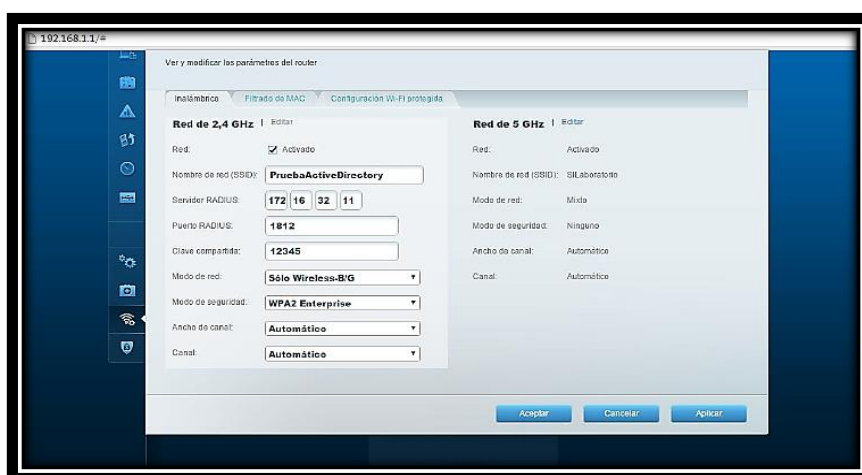 192.168.1.1/#
Ver y modificar los parámetros del router
Inalámbrico
Filtrado de MAC
Configuración Wi-Fi protegida
Red de 2,4 GHz | Editar
Red: Activado
Nombre de red (SSID): PruebaActiveDirectory
Servidor RADIUS: 172 16 32 11
Puerto RADIUS: 1812
Clave compartida: 12345
Modo de red: Sólo Wireless-B/G
Modo de seguridad: WPA2 Enterprise
Ancho de canal: Automático
Canal: Automático
Red de 5 GHz | Editar
Red: Activado
Nombre de red (SSID): SILaboratorio
Modo de red: Mixto
Modo de seguridad: Ninguno
Ancho de canal: Automático
Canal: Automático
Aceptar
Cancelar
Aplicar